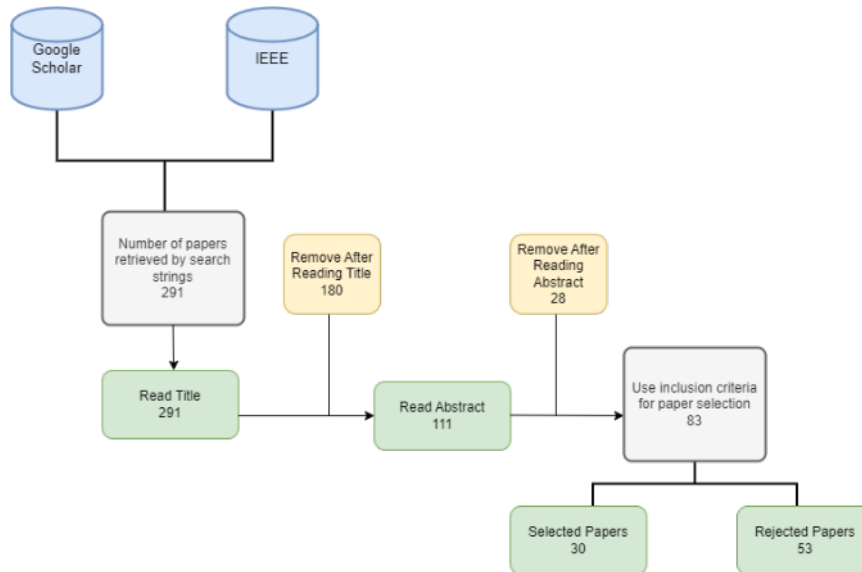 Google
Scholar
IEEE
Number of papers
retrieved by search
strings
291
Remove After
Reading Title
180
Remove After
Reading
Abstract
28
Read Title
291
Read Abstract
111
Use inclusion criteria
for paper selection
83
Selected Papers
30
Rejected Papers
53